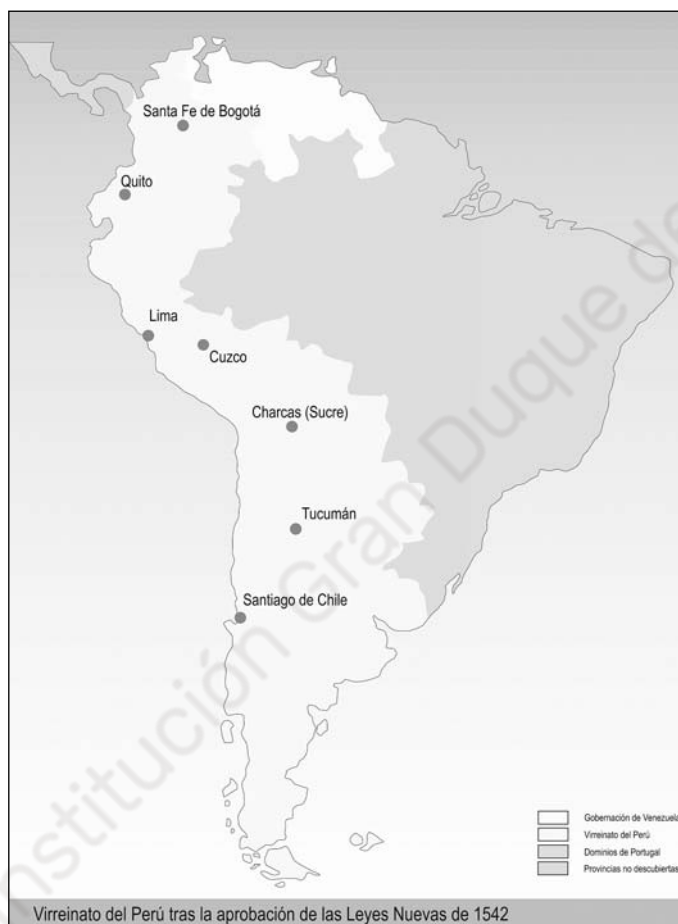 Santa Fe de Bogotá
Quito
Lima
Cuzco
Charcas (Sucre)
Tucumán
Santiago de Chile
Gobernación de Venezuela
Virreinato del Perú
Dominios de Portugal
Provincias no descubiertas
Virreinato del Perú tras la aprobación de las Leyes Nuevas de 1542
Institución Gran Duque de